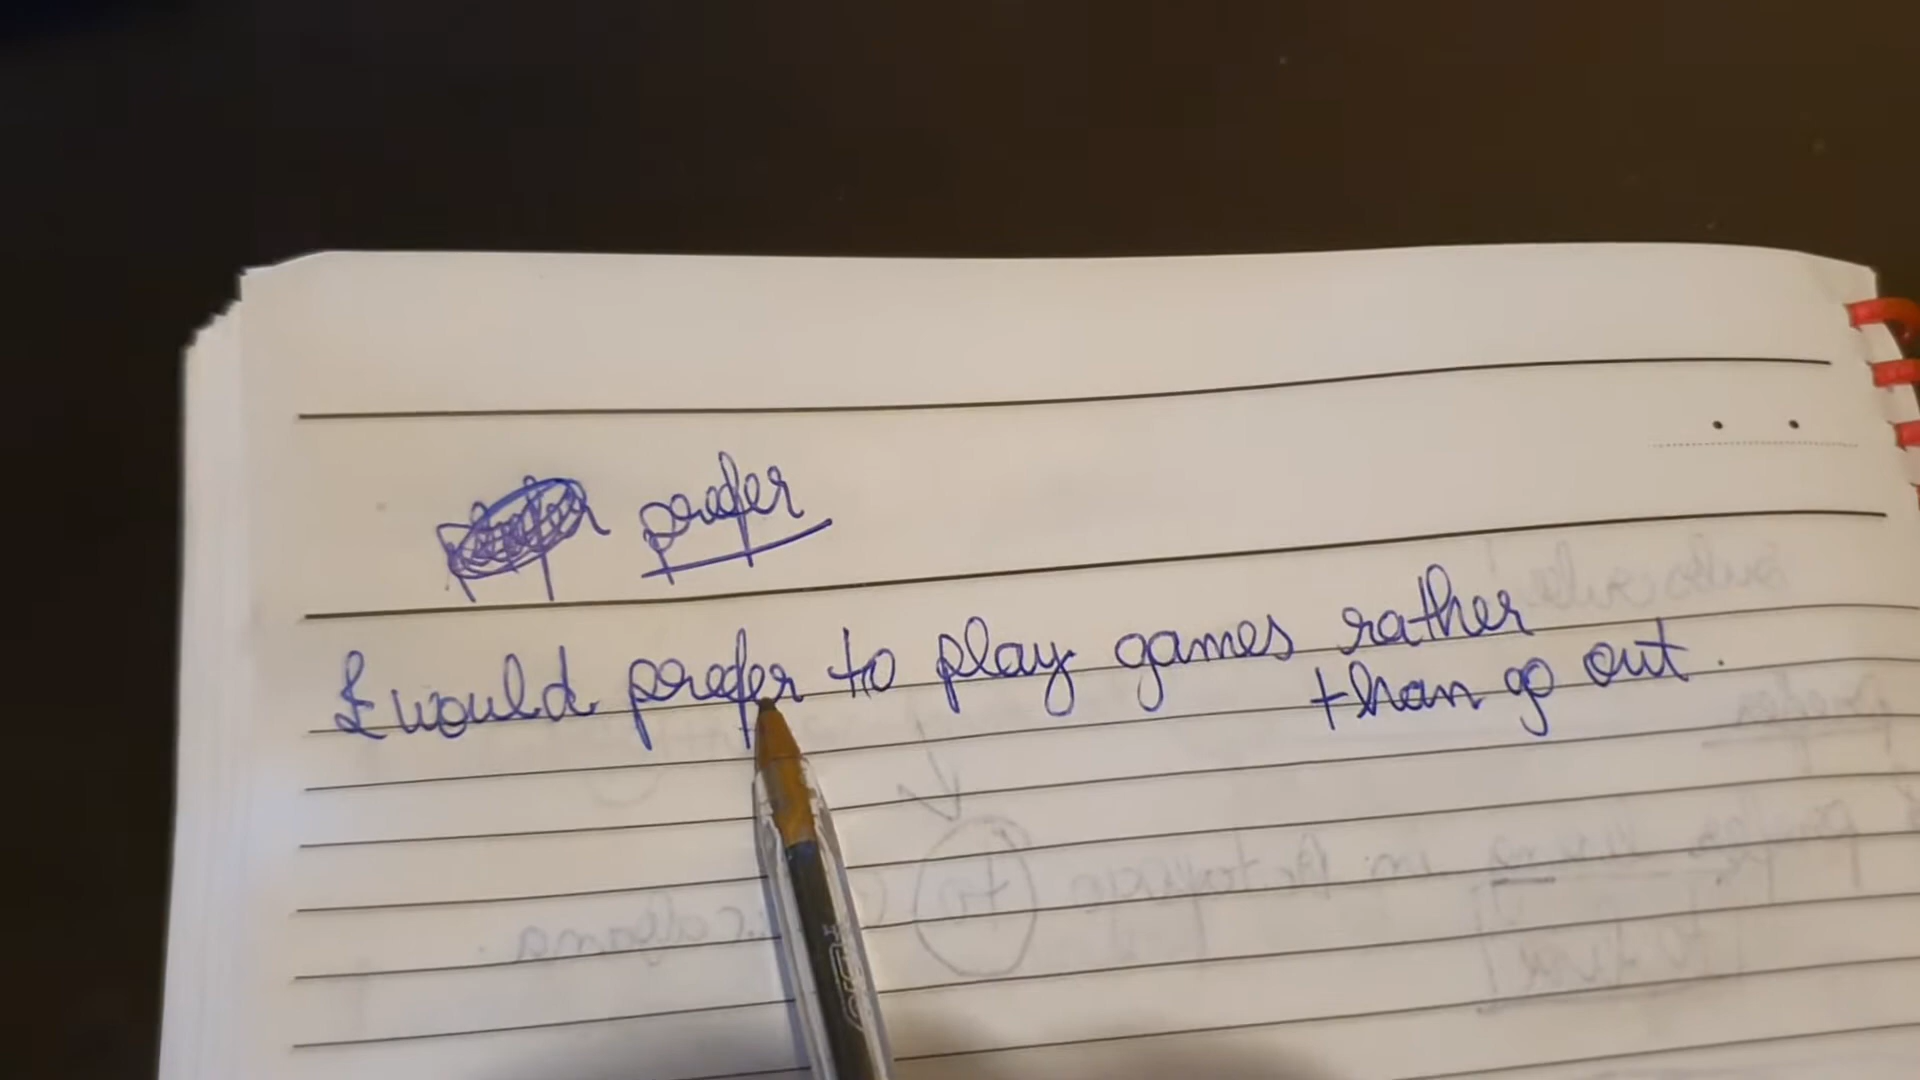 prefer
I would prefer to play games rather
than go out.